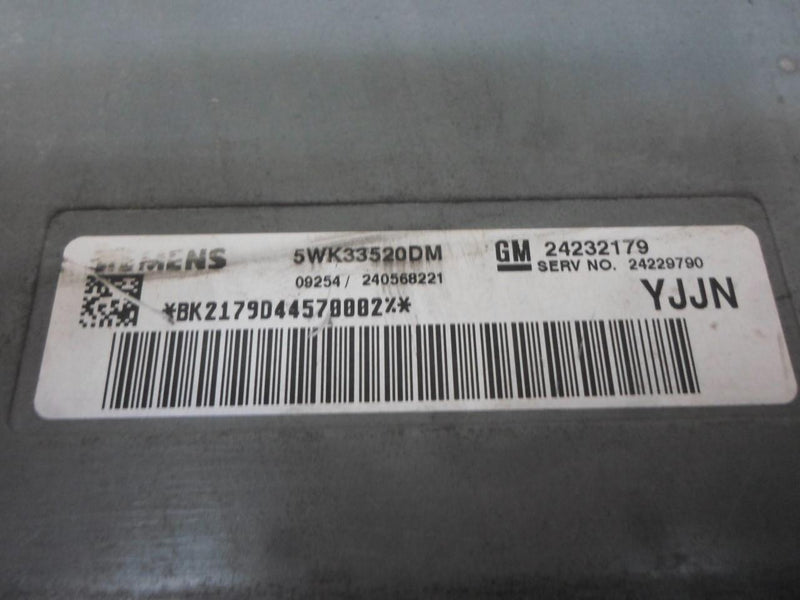 SIEMENS 5WK33520DM GM 24232179
09254 / 240568221 SERV NO. 24229790
*BK2179D44570002%* YJJN